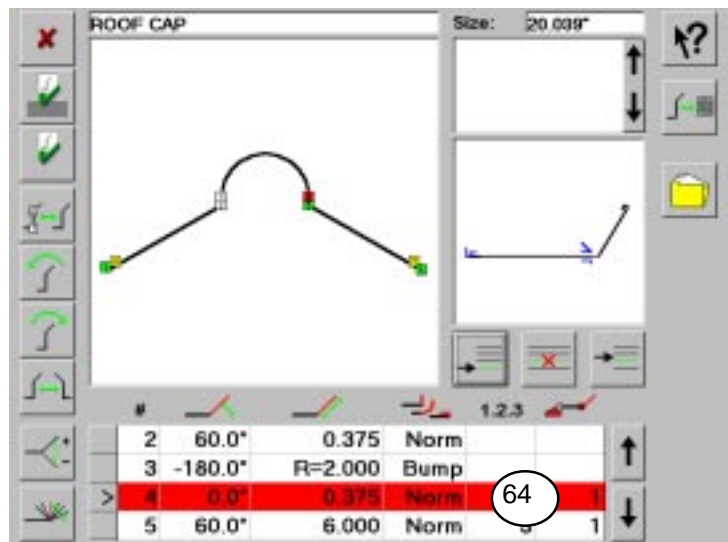 ROOF CAP
Size: 20.039"
?
# 1.2.3
2 60.0° 0.375 Norm
3 -180.0° R=2.000 Bump
> 4 0.0° 0.375 Norm 64 1
5 60.0° 6.000 Norm 1